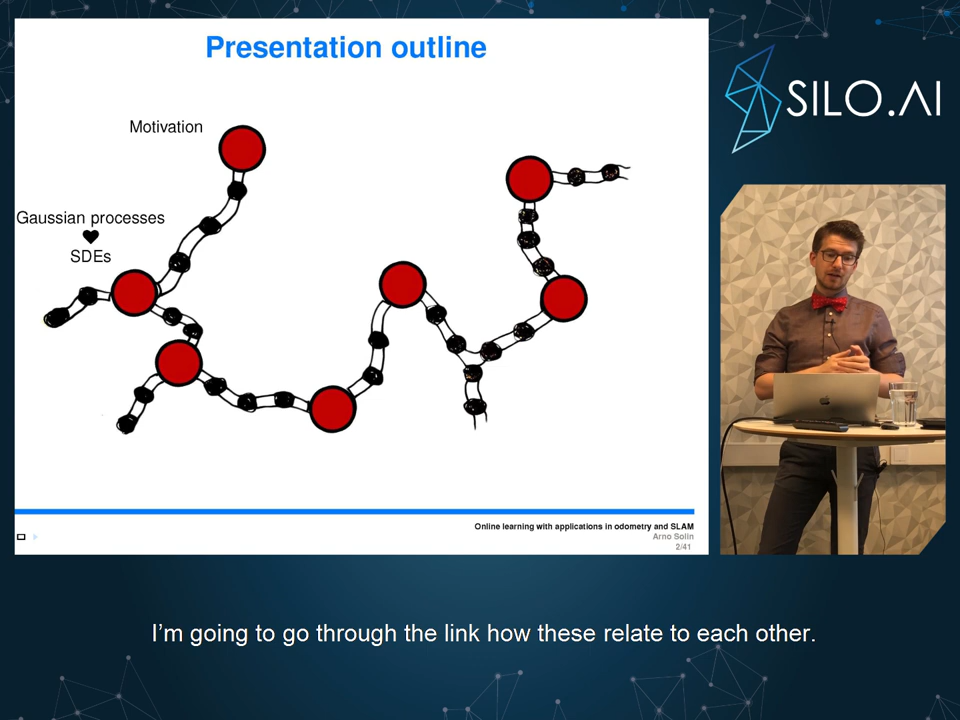 Presentation outline
Motivation
Gaussian processes
SDEs
Online learning with applications in odometry and SLAM
Arno Solin
2/41
SILO.AI
I'm going to go through the link how these relate to each other.